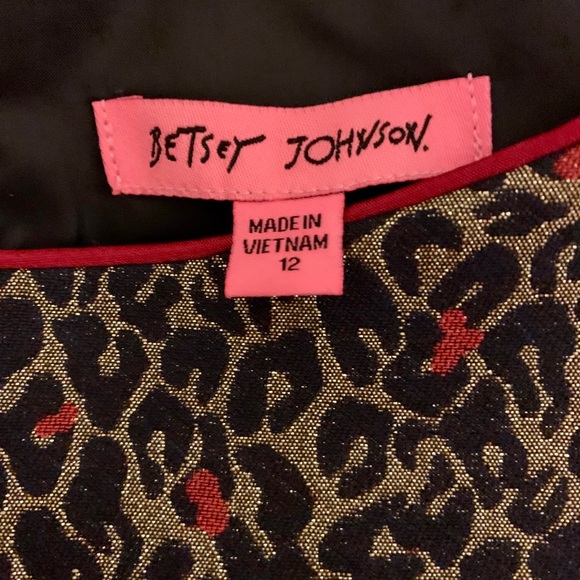 BETSEY JOHNSON.
MADE IN
VIETNAM
12